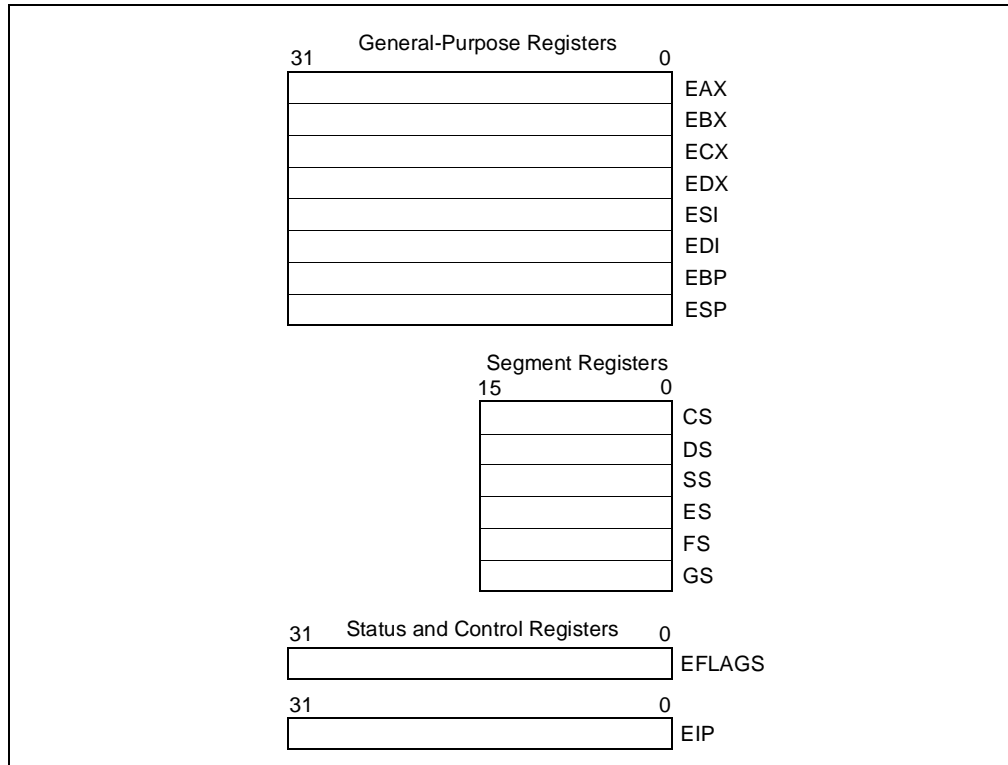 General-Purpose Registers
31 0
EAX
EBX
ECX
EDX
ESI
EDI
EBP
ESP
Segment Registers
15 0
CS
DS
SS
ES
FS
GS
31 Status and Control Registers 0
EFLAGS
31 0
EIP